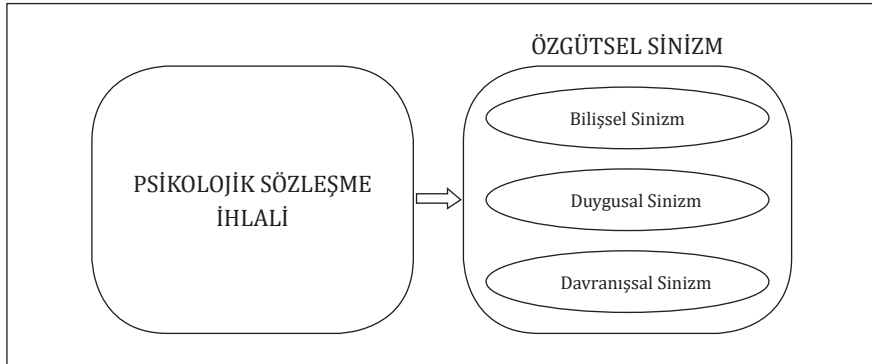 ÖZGÜTSEL SİNİZM
PSİKOLOJİK SÖZLEŞME
İHLALİ
Bilişsel Sinizm
Duygusal Sinizm
Davranışsal Sinizm